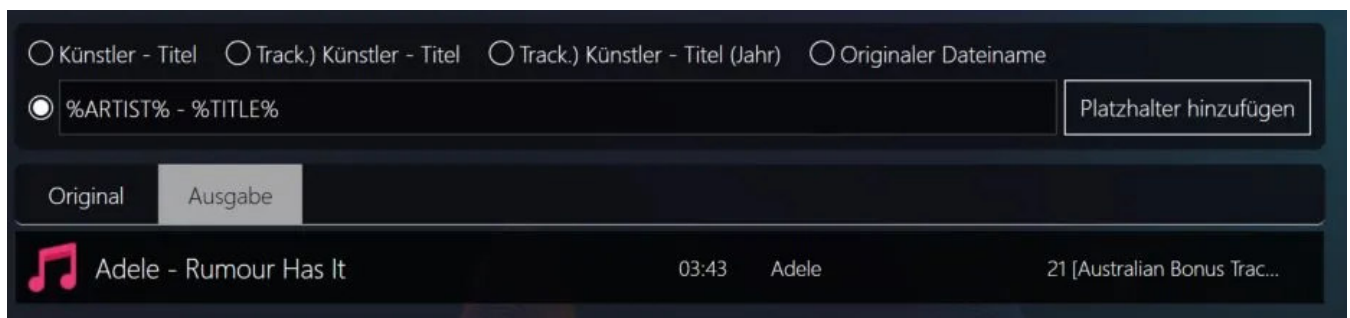 Künstler - Titel Track.) Künstler - Titel Track.) Künstler - Titel (Jahr) Originaler Dateiname
%ARTIST% - %TITLE% Platzhalter hinzufügen
Original Ausgabe
Adele - Rumour Has It 03:43 Adele 21 [Australian Bonus Trac...